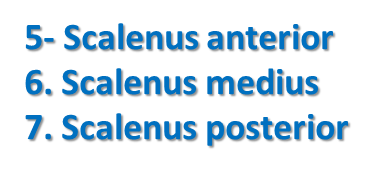 5- Scalenus anterior
6. Scalenus medius
7. Scalenus posterior